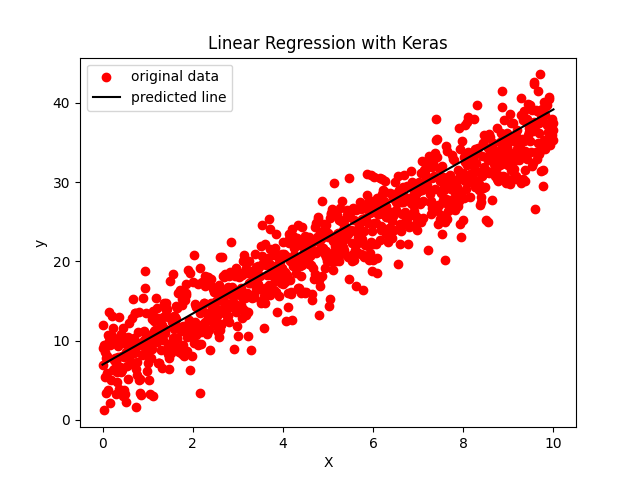 Linear Regression with Keras
original data
predicted line
40
30
20
10
0
y
0 2 4 6 8 10
X